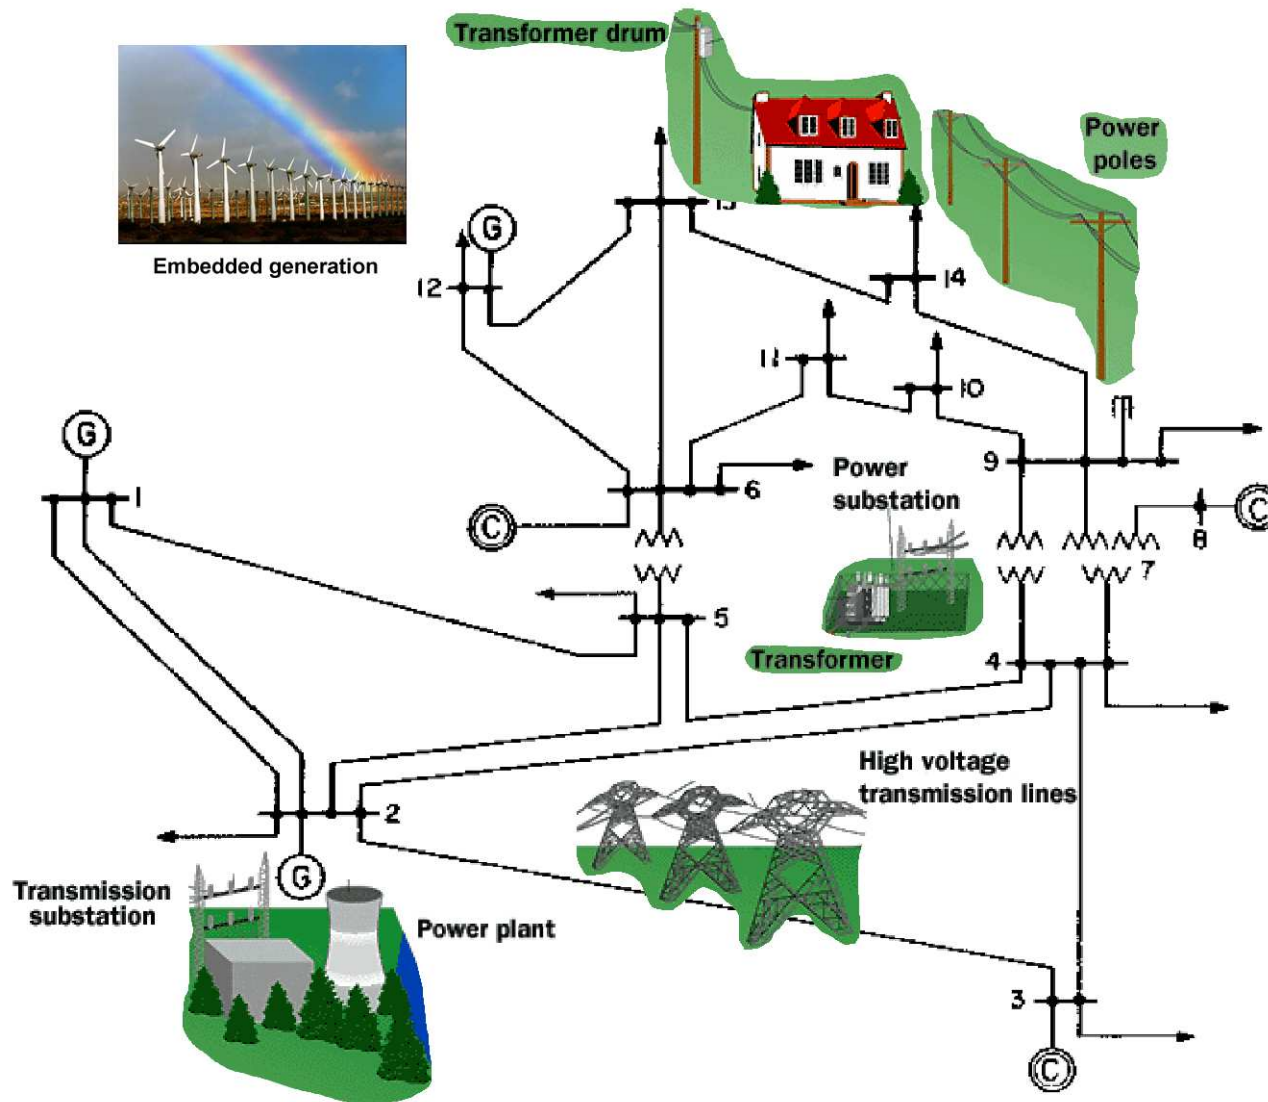 Transformer drum
Power
poles
Embedded generation
G
12
14
11
10
G
1
9
Power
substation
6
C
C
8
7
5
Transformer
4
High voltage
transmission lines
2
G
Transmission
substation
Power plant
3
C